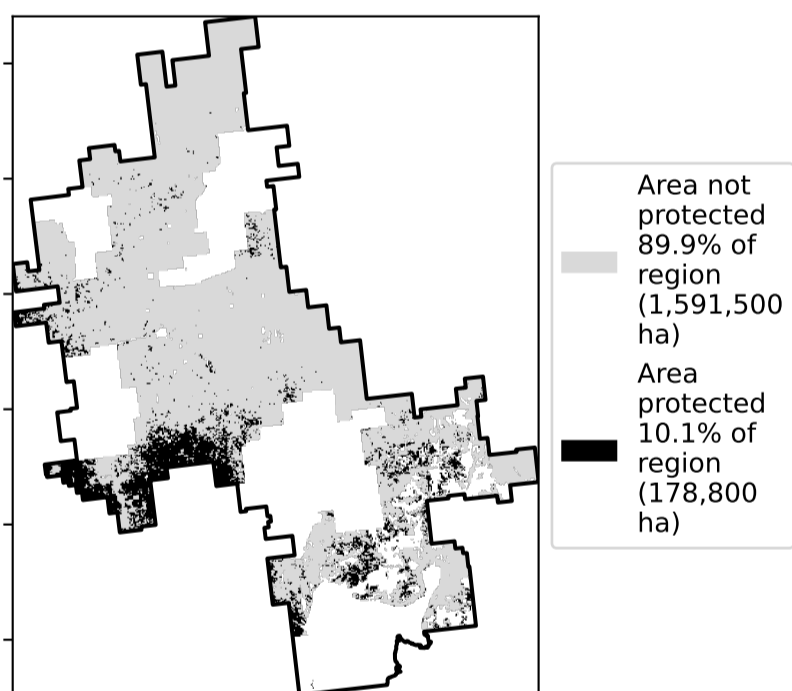 Area not
protected
89.9% of
region
(1,591,500
ha)
Area
protected
10.1% of
region
(178,800
ha)